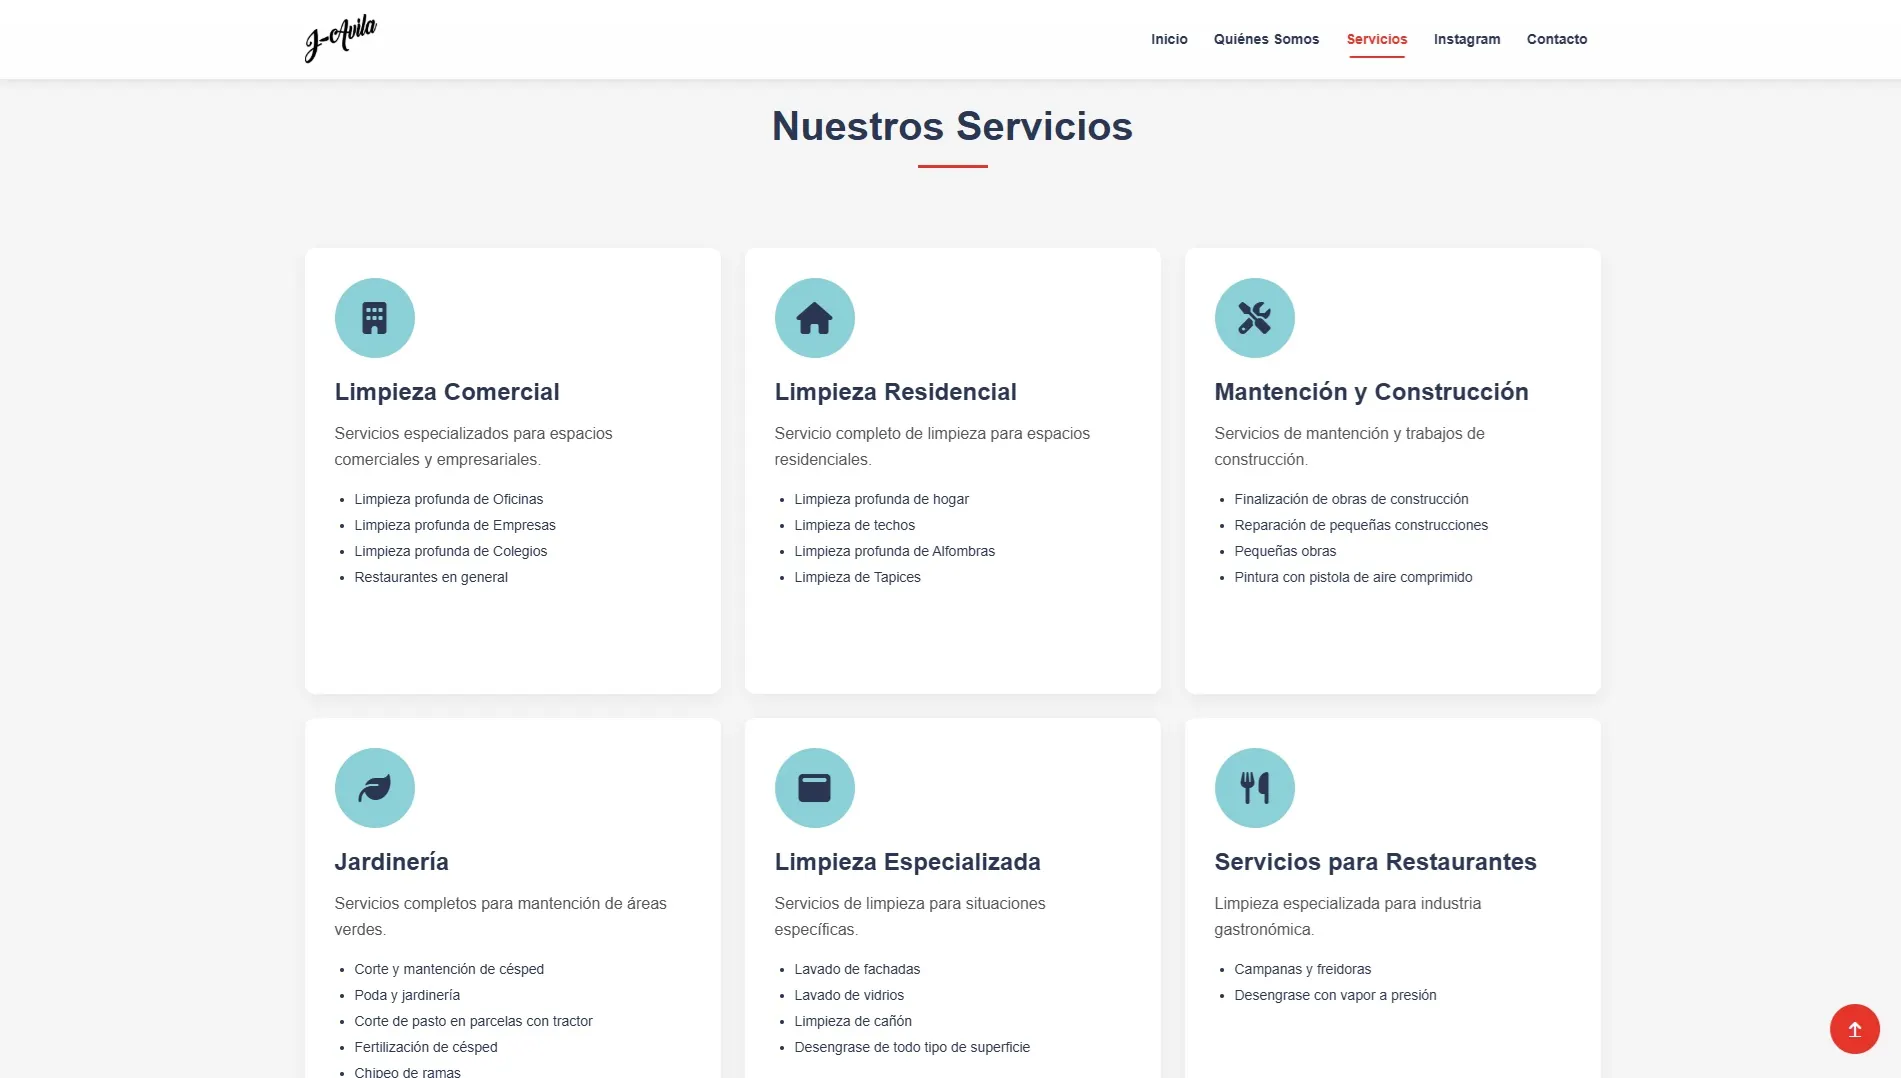 J-Avila
Inicio
Quiénes Somos
Servicios
Instagram
Contacto
Nuestros Servicios
Limpieza Comercial
Servicios especializados para espacios
comerciales y empresariales.
Limpieza profunda de Oficinas
Limpieza profunda de Empresas
Limpieza profunda de Colegios
Restaurantes en general
Limpieza Residencial
Servicio completo de limpieza para espacios
residenciales.
Limpieza profunda de hogar
Limpieza de techos
Limpieza profunda de Alfombras
Limpieza de Tapices
Mantención y Construcción
Servicios de mantención y trabajos de
construcción.
Finalización de obras de construcción
Reparación de pequeñas construcciones
Pequeñas obras
Pintura con pistola de aire comprimido
Jardinería
Servicios completos para mantención de áreas
verdes.
Corte y mantención de césped
Poda y jardinería
Corte de pasto en parcelas con tractor
Fertilización de césped
Chipeo de ramas
Limpieza Especializada
Servicios de limpieza para situaciones
específicas.
Lavado de fachadas
Lavado de vidrios
Limpieza de cañón
Desengrase de todo tipo de superficie
Servicios para Restaurantes
Limpieza especializada para industria
gastronómica.
Campanas y freidoras
Desengrase con vapor a presión